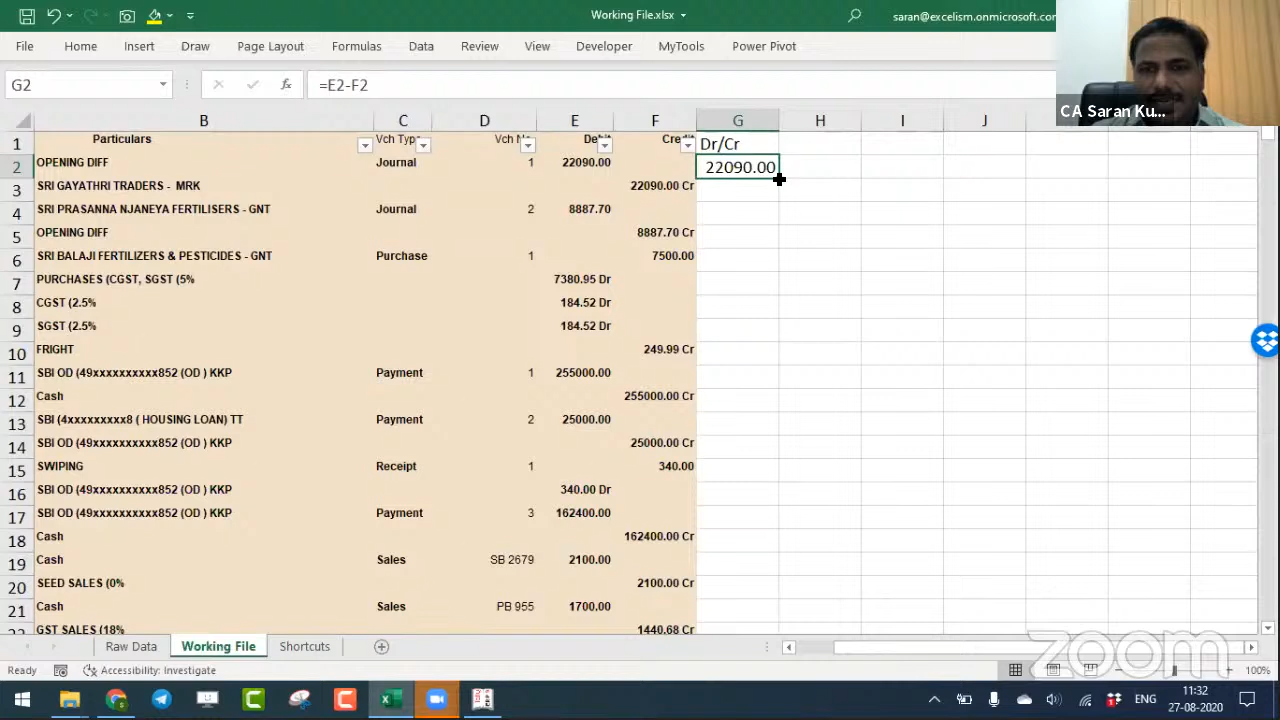 Working File.xlsx
saran@excelism.onmicrosoft.com
File Home Insert Draw Page Layout Formulas Data Review View Developer MyTools Power Pivot
CA Saran Ku...
G2 fx =E2-F2
B C D E F G H I J
1 Particulars Vch Type Debit Credit Dr/Cr
2 OPENING DIFF Journal 1 22090.00 22090.00
3 SRI GAYATHRI TRADERS - MRK 22090.00 Cr
4 SRI PRASANNA NJANEYA FERTILISERS - GNT Journal 2 8887.70
5 OPENING DIFF 8887.70 Cr
6 SRI BALAJI FERTILIZERS & PESTICIDES - GNT Purchase 1 7500.00
7 PURCHASES (CGST, SGST (5% 7380.95 Dr
8 CGST (2.5% 184.52 Dr
9 SGST (2.5% 184.52 Dr
10 FRIGHT 249.99 Cr
11 SBI OD (49xxxxxxxxxx852 (OD ) KKP Payment 1 255000.00
12 Cash 255000.00 Cr
13 SBI (4xxxxxxxxx8 ( HOUSING LOAN) TT Payment 2 25000.00
14 SBI OD (49xxxxxxxxxx852 (OD ) KKP 25000.00 Cr
15 SWIPING Receipt 1 340.00
16 SBI OD (49xxxxxxxxxx852 (OD ) KKP 340.00 Dr
17 SBI OD (49xxxxxxxxxx852 (OD ) KKP Payment 3 162400.00
18 Cash 162400.00 Cr
19 Cash Sales SB 2679 2100.00
20 SEED SALES (0% 2100.00 Cr
21 Cash Sales PB 955 1700.00
GST SALES (18% 1440.68 Cr
Raw Data Working File Shortcuts
zoom
Ready Accessibility: Investigate 100%
ENG 11:32
27-08-2020